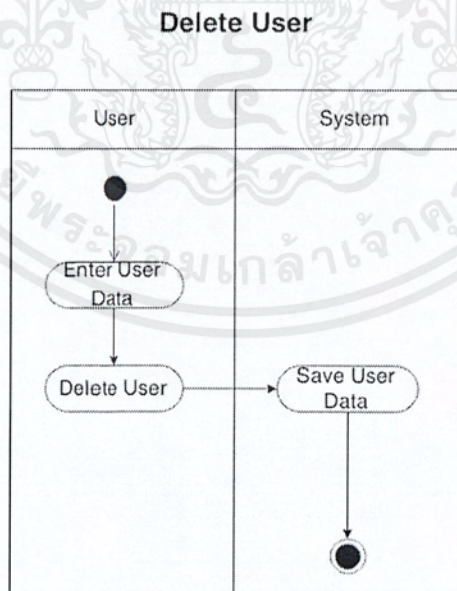 Delete User
User
System
Enter User
Data
Delete User
Save User
Data